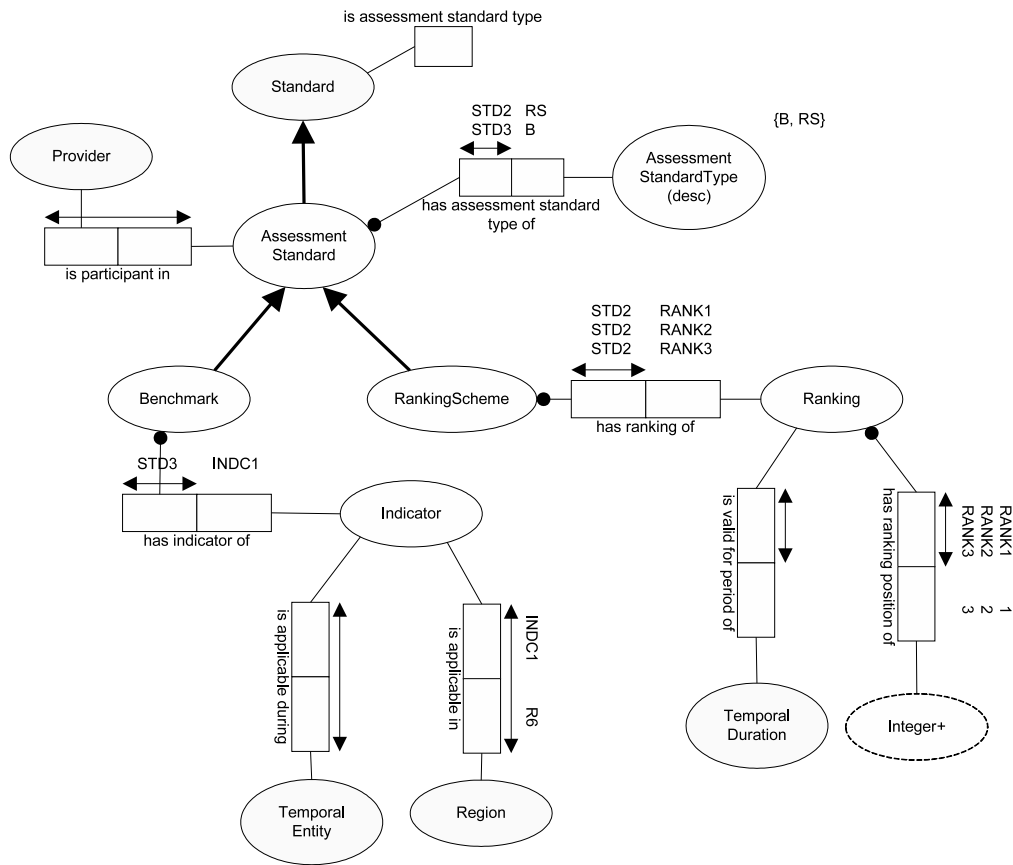 is assessment standard type
Standard
STD2 RS
STD3 B
{B, RS}
Provider
Assessment
StandardType
(desc)
has assessment standard
type of
Assessment
Standard
is participant in
STD2 RANK1
STD2 RANK2
STD2 RANK3
Benchmark
RankingScheme
Ranking
has ranking of
STD3 INDC1
has indicator of
Indicator
is valid for period of
has ranking position of
RANK1 1
RANK2 2
RANK3 3
is applicable during
is applicable in
INDC1 R6
Temporal
Duration
Integer+
Temporal
Entity
Region